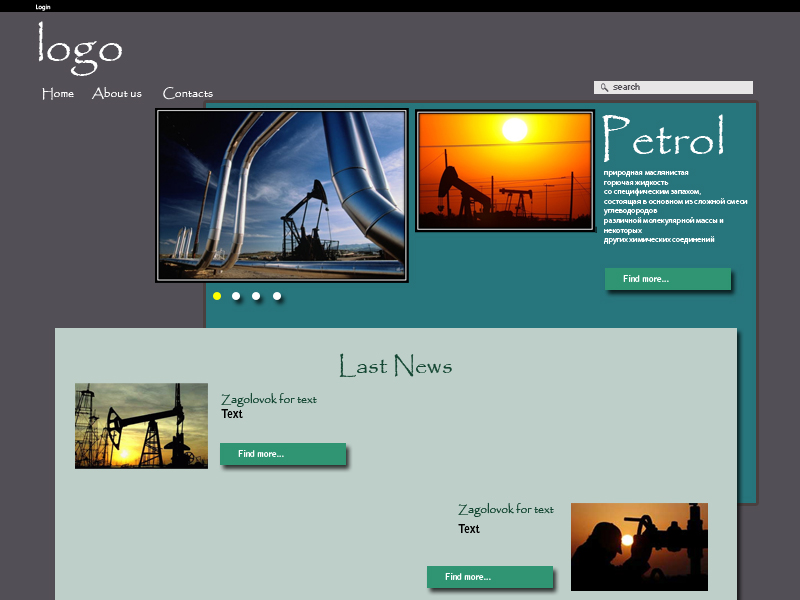 Login
logo
Home About us Contacts
search
Petrol
природная маслянистая
горючая жидкость
со специфическим запахом,
состоящая в основном из сложной смеси
углеводородов
различной молекулярной массы и
некоторых
других химических соединений
Find more...
Last News
Zagolovok for text
Text
Find more...
Zagolovok for text
Text
Find more...